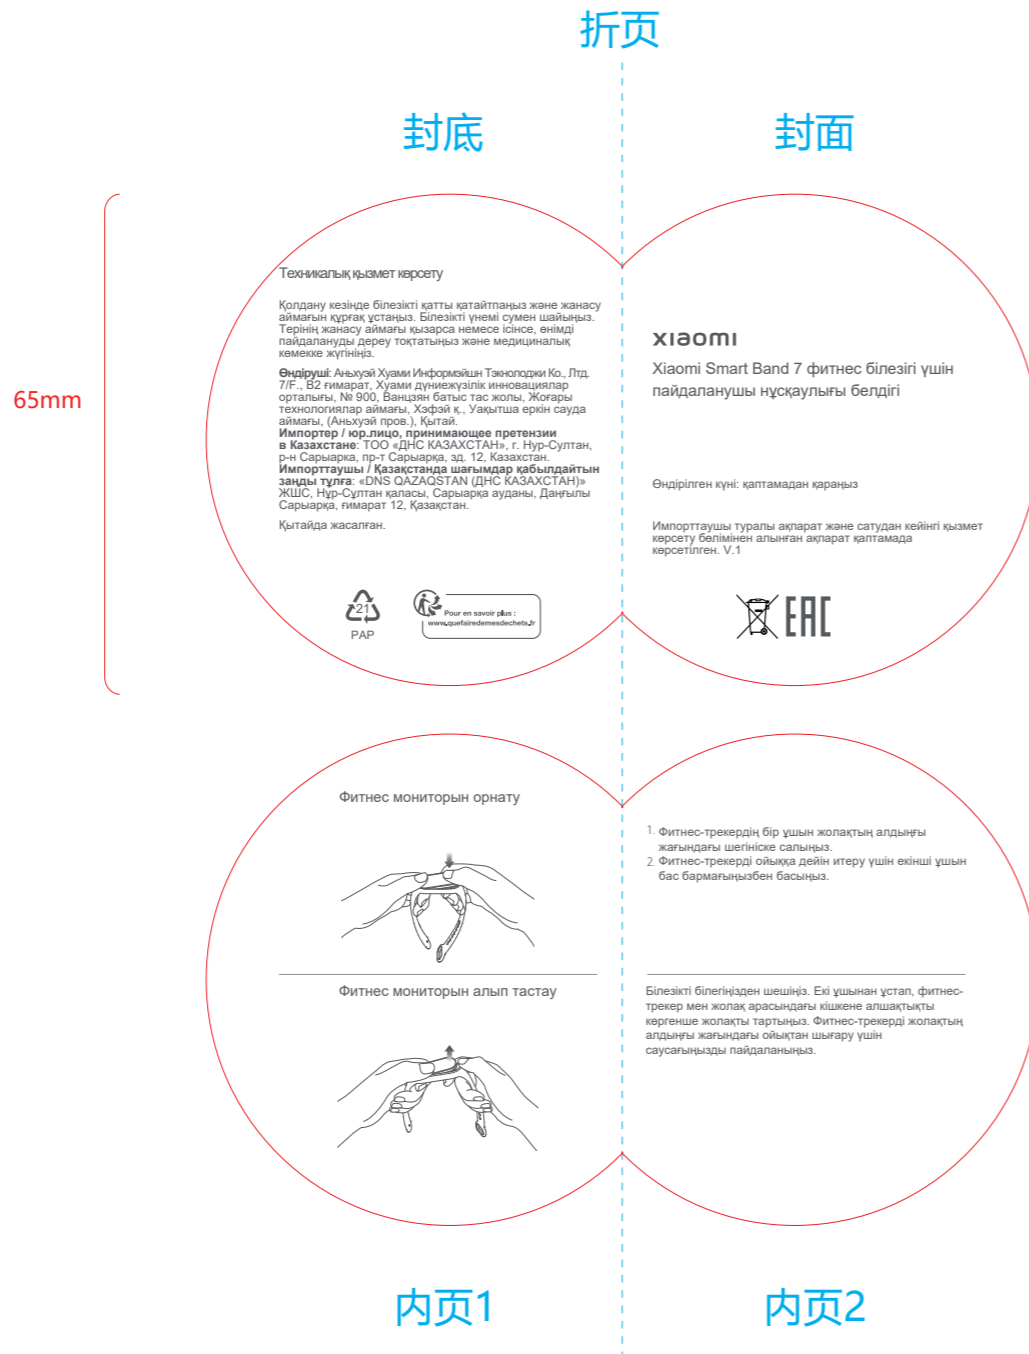 折页
封底
封面
65mm
Техникалық қызмет көрсету
Қолдану кезінде білезікті қатты қатайтпаңыз және жанасу
аймағын құрғақ ұстаңыз. Білезікті үнемі сумен шайыңыз.
Терінің жанасу аймағы қызарса немесе ісінсе, өнімді
пайдалануды дереу тоқтатыңыз және медициналық
көмекке жүгініңіз.
Өндіруші: Аньхуэй Хуами Информэйшн Тэкнолоджи Ко., Лтд.
7/F., B2 ғимарат, Хуами дүниежүзілік инновациялар
орталығы, № 900, Ванцзян батыс тас жолы, Жоғары
технологиялар аймағы, Хэфэй қ., Уақытша еркін сауда
аймағы, (Аньхуэй пров.), Қытай.
Импортер / юр.лицо, принимающее претензии
в Казахстане: ТОО «ДНС КАЗАХСТАН», г. Нур-Султан,
р-н Сарыарка, пр-т Сарыарқа, зд. 12, Казахстан.
Импорттаушы / Қазақстанда шағымдар қабылдайтын
заңды тұлға: «DNS QAZAQSTAN (ДНС КАЗАХСТАН)»
ЖШС, Нұр-Сұлтан қаласы, Сарыарқа ауданы, Даңғылы
Сарыарқа, ғимарат 12, Қазақстан.
Қытайда жасалған.
21
PAP
Pour en savoir plus :
www.quefairedemesdechets.fr
xiaomi
Xiaomi Smart Band 7 фитнес білезігі үшін
пайдаланушы нұсқаулығы белдігі
Өндірілген күні: қаптамадан қараңыз
Импорттаушы туралы ақпарат және сатудан кейінгі қызмет
көрсету бөлімінен алынған ақпарат қаптамада
көрсетілген. V.1
EAC
Фитнес мониторын орнату
Фитнес мониторын алып тастау
1. Фитнес-трекердің бір ұшын жолақтың алдыңғы
жағындағы шегініске салыңыз.
2. Фитнес-трекерді ойыққа дейін итеру үшін екінші ұшын
бас бармағыңызбен басыңыз.
Білезікті білегіңізден шешіңіз. Екі ұшынан ұстап, фитнес-
трекер мен жолақ арасындағы кішкене алшақтықты
көргенше жолақты тартыңыз. Фитнес-трекерді жолақтың
алдыңғы жағындағы ойықтан шығару үшін
саусағыңызды пайдаланыңыз.
内页1
内页2